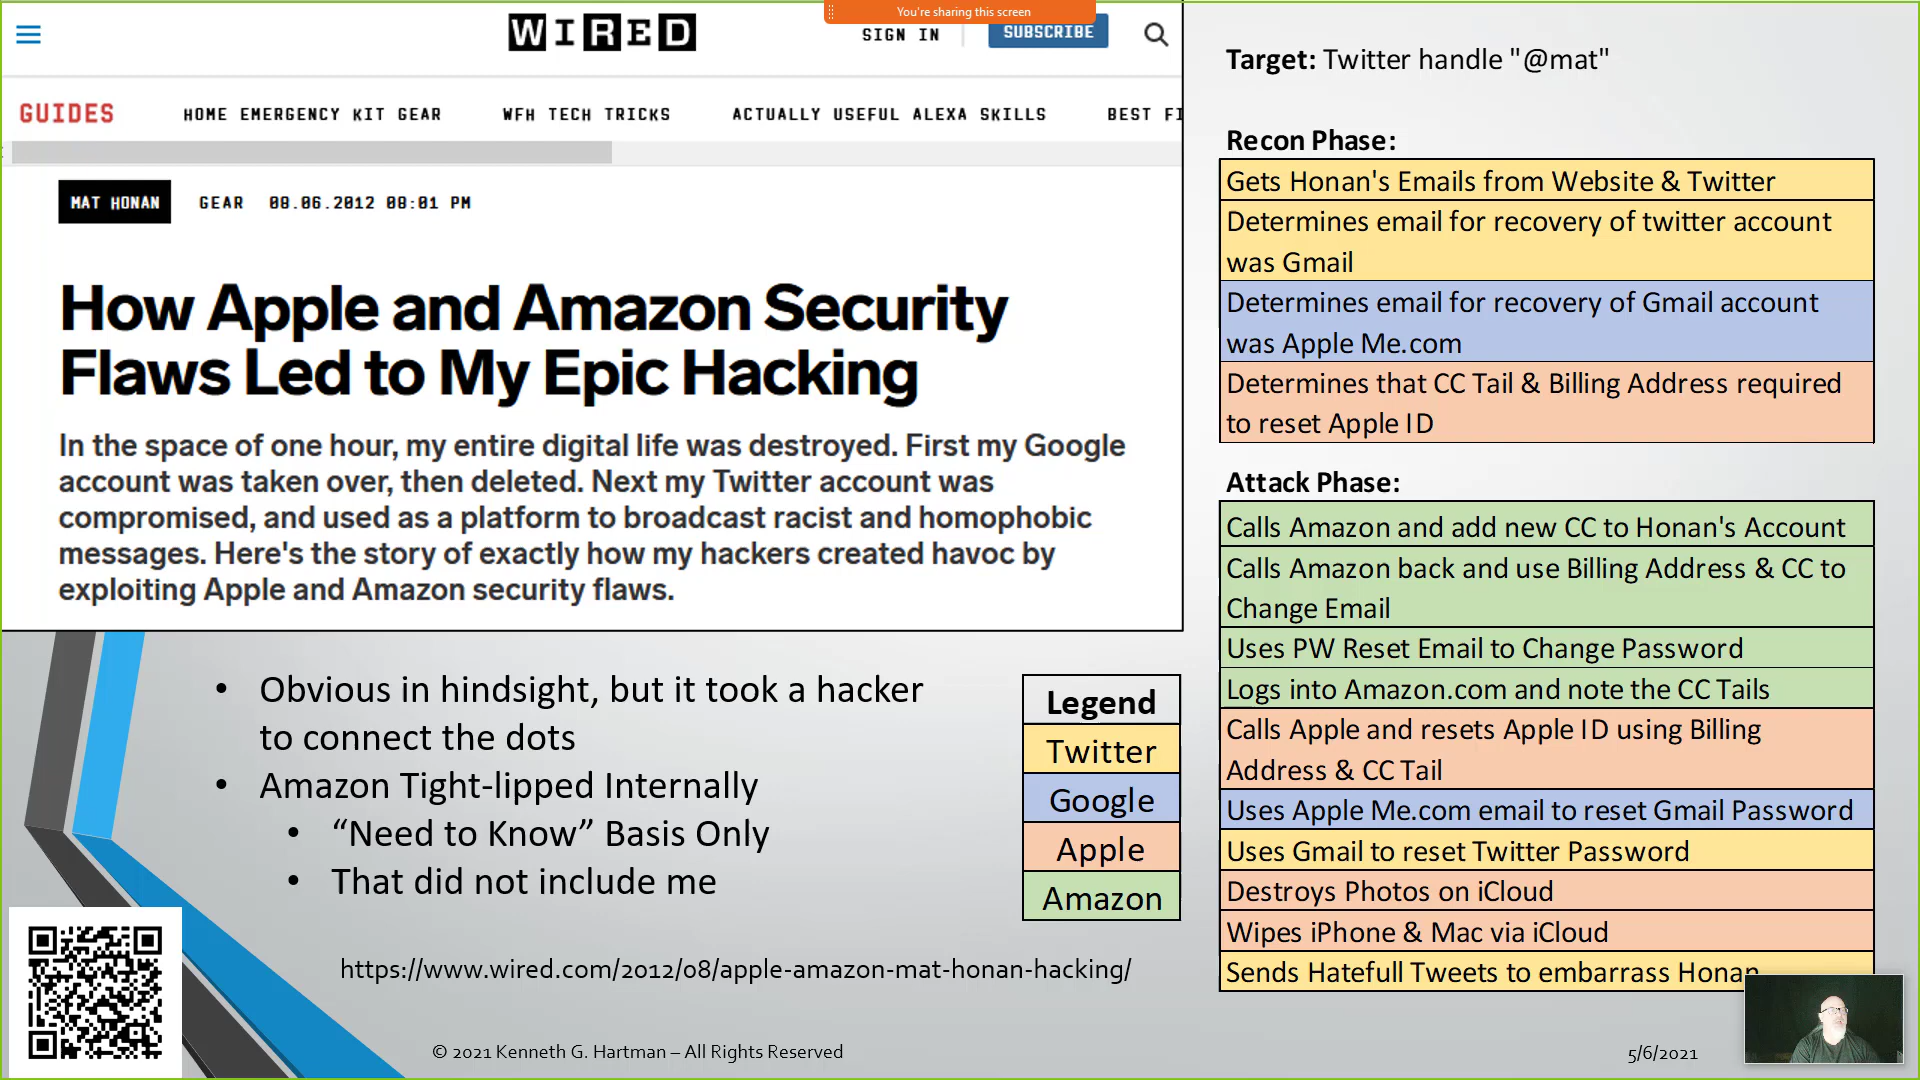 You're sharing this screen
WIRED
SIGN IN
SUBSCRIBE
GUIDES
HOME EMERGENCY KIT GEAR
WFH TECH TRICKS
ACTUALLY USEFUL ALEXA SKILLS
BEST FI
MAT HONAN
GEAR
08.06.2012 08:01 PM
How Apple and Amazon Security
Flaws Led to My Epic Hacking
In the space of one hour, my entire digital life was destroyed. First my Google
account was taken over, then deleted. Next my Twitter account was
compromised, and used as a platform to broadcast racist and homophobic
messages. Here's the story of exactly how my hackers created havoc by
exploiting Apple and Amazon security flaws.
• Obvious in hindsight, but it took a hacker
to connect the dots
• Amazon Tight-lipped Internally
• “Need to Know” Basis Only
• That did not include me
https://www.wired.com/2012/08/apple-amazon-mat-honan-hacking/
Legend
Twitter
Google
Apple
Amazon
Target: Twitter handle "@mat"
Recon Phase:
Gets Honan's Emails from Website & Twitter
Determines email for recovery of twitter account
was Gmail
Determines email for recovery of Gmail account
was Apple Me.com
Determines that CC Tail & Billing Address required
to reset Apple ID
Attack Phase:
Calls Amazon and add new CC to Honan's Account
Calls Amazon back and use Billing Address & CC to
Change Email
Uses PW Reset Email to Change Password
Logs into Amazon.com and note the CC Tails
Calls Apple and resets Apple ID using Billing
Address & CC Tail
Uses Apple Me.com email to reset Gmail Password
Uses Gmail to reset Twitter Password
Destroys Photos on iCloud
Wipes iPhone & Mac via iCloud
Sends Hatefull Tweets to embarrass Honan
© 2021 Kenneth G. Hartman – All Rights Reserved
5/6/2021